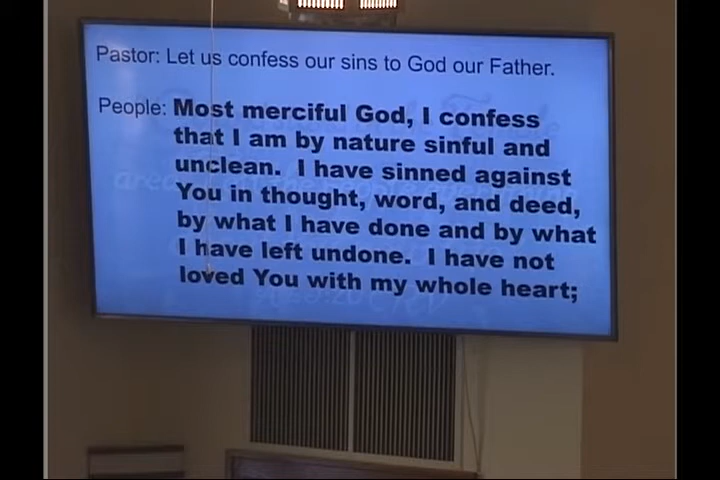 Pastor: Let us confess our sins to God our Father.
People: Most merciful God, I confess
that I am by nature sinful and
unclean. I have sinned against
You in thought, word, and deed,
by what I have done and by what
I have left undone. I have not
loved You with my whole heart;